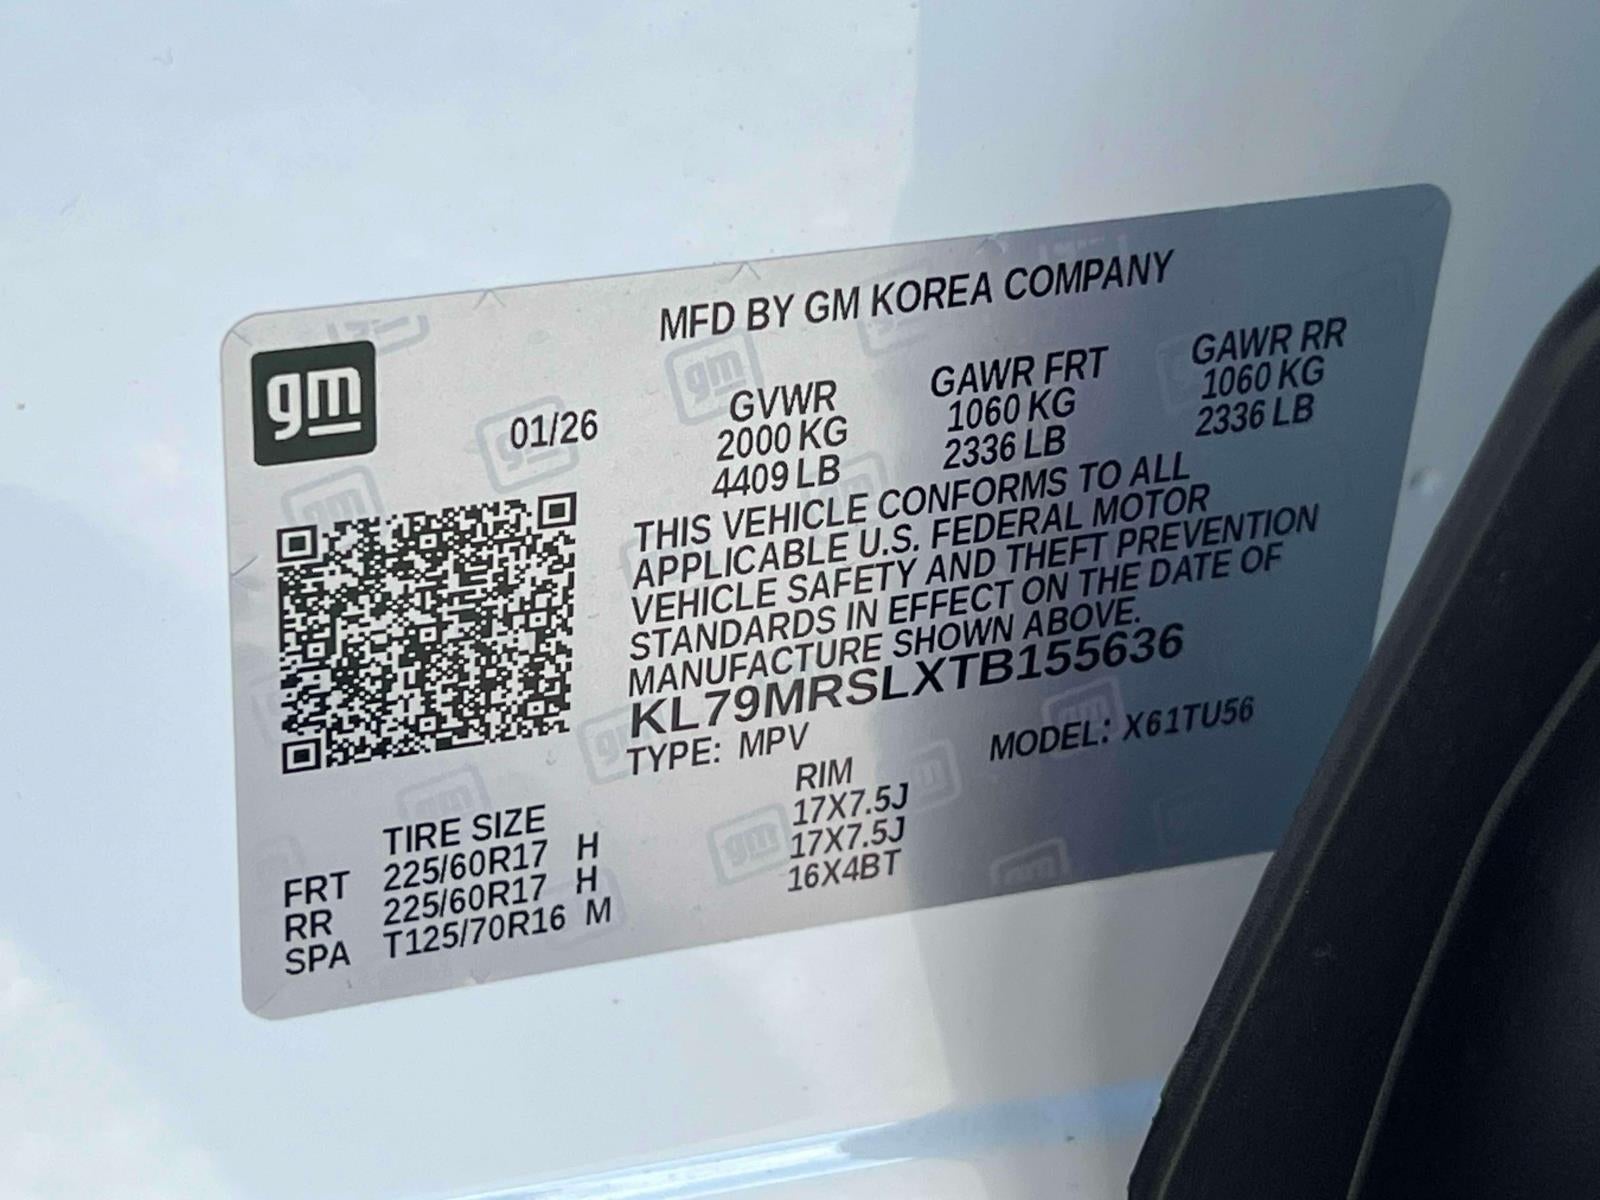 MFD BY GM KOREA COMPANY
gm
01/26
GVWR GAWR FRT GAWR RR
2000 KG 1060 KG 1060 KG
4409 LB 2336 LB 2336 LB
THIS VEHICLE CONFORMS TO ALL
APPLICABLE U.S. FEDERAL MOTOR
VEHICLE SAFETY AND THEFT PREVENTION
STANDARDS IN EFFECT ON THE DATE OF
MANUFACTURE SHOWN ABOVE.
KL79MRSLXTB155636
TYPE: MPV MODEL: X61TU56
TIRE SIZE RIM
FRT 225/60R17 H 17X7.5J
RR 225/60R17 H 17X7.5J
SPA T125/70R16 M 16X4BT